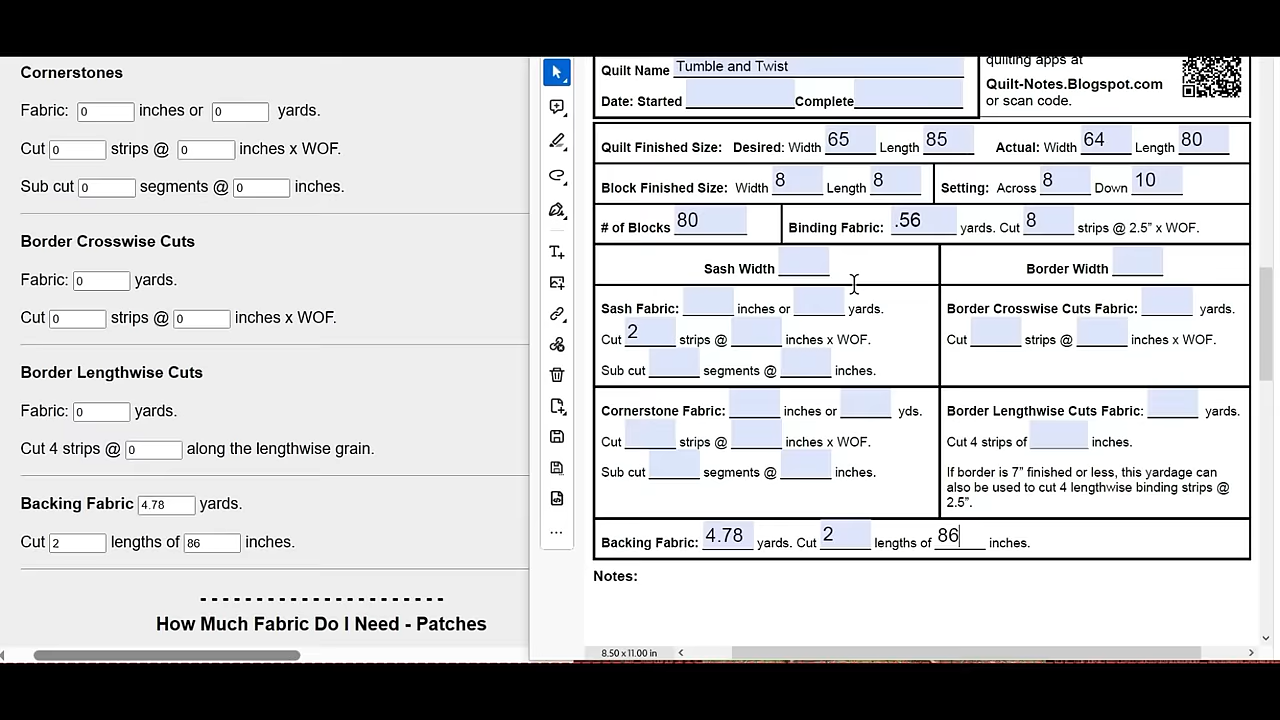 Cornerstones
Fabric: 0 inches or 0 yards.
Cut 0 strips @ 0 inches x WOF.
Sub cut 0 segments @ 0 inches.
Border Crosswise Cuts
Fabric: 0 yards.
Cut 0 strips @ 0 inches x WOF.
Border Lengthwise Cuts
Fabric: 0 yards.
Cut 4 strips @ 0 along the lengthwise grain.
Backing Fabric 4.78 yards.
Cut 2 lengths of 86 inches.
- - - - - - - - - - - - - - - - - - - - -
How Much Fabric Do I Need - Patches
Quilt Name Tumble and Twist
Date: Started Complete
quilting apps at
Quilt-Notes.Blogspot.com
or scan code.
Quilt Finished Size: Desired: Width 65 Length 85 Actual: Width 64 Length 80
Block Finished Size: Width 8 Length 8 Setting: Across 8 Down 10
# of Blocks 80 Binding Fabric: .56 yards. Cut 8 strips @ 2.5” x WOF.
Sash Width
Border Width
Sash Fabric: inches or yards.
Cut 2 strips @ inches x WOF.
Sub cut segments @ inches.
Border Crosswise Cuts Fabric: yards.
Cut strips @ inches x WOF.
Cornerstone Fabric: inches or yds.
Cut strips @ inches x WOF.
Sub cut segments @ inches.
Border Lengthwise Cuts Fabric: yards.
Cut 4 strips of inches.
If border is 7” finished or less, this yardage can
also be used to cut 4 lengthwise binding strips @
2.5”.
Backing Fabric: 4.78 yards. Cut 2 lengths of 86 inches.
Notes:
8.50 x 11.00 in